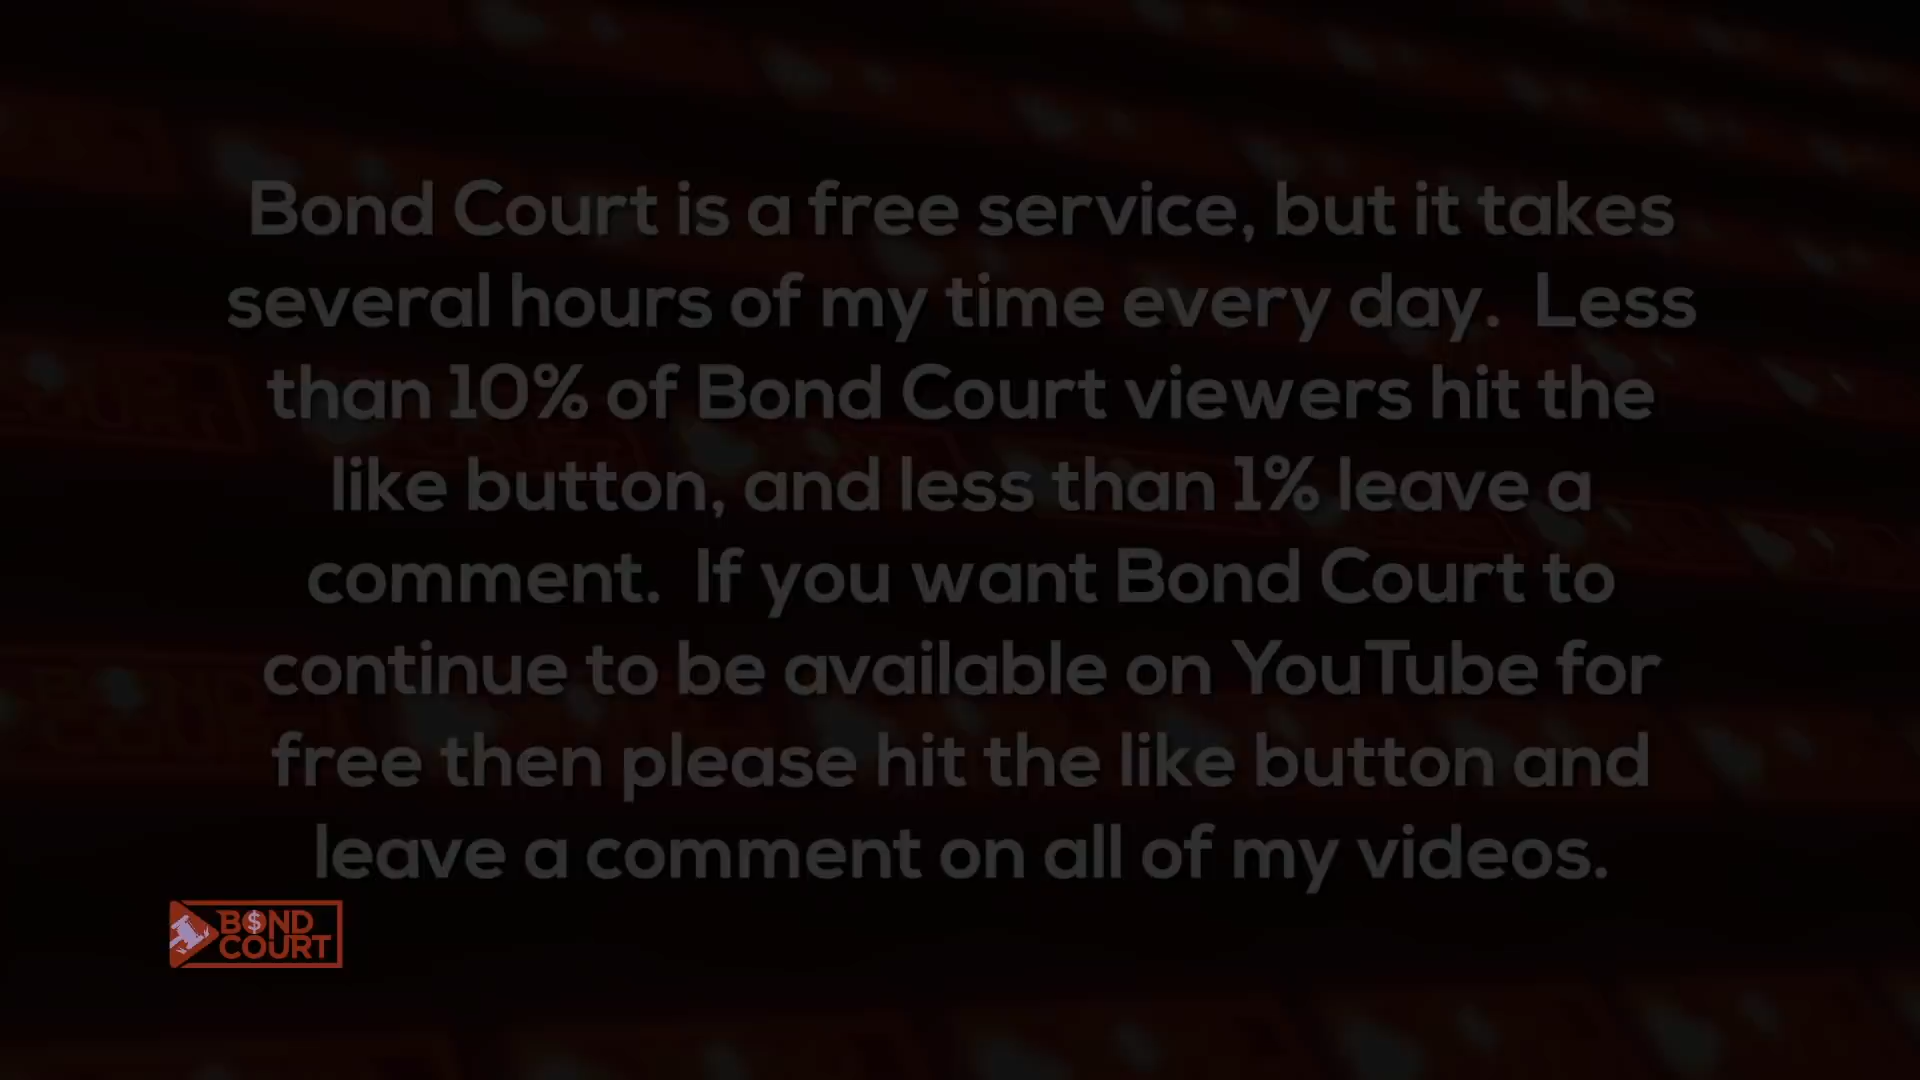 Bond Court is a free service, but it takes
several hours of my time every day.  Less
than 10% of Bond Court viewers hit the
like button, and less than 1% leave a
comment.  If you want Bond Court to
continue to be available on YouTube for
free then please hit the like button and
leave a comment on all of my videos.
B$ND
COURT